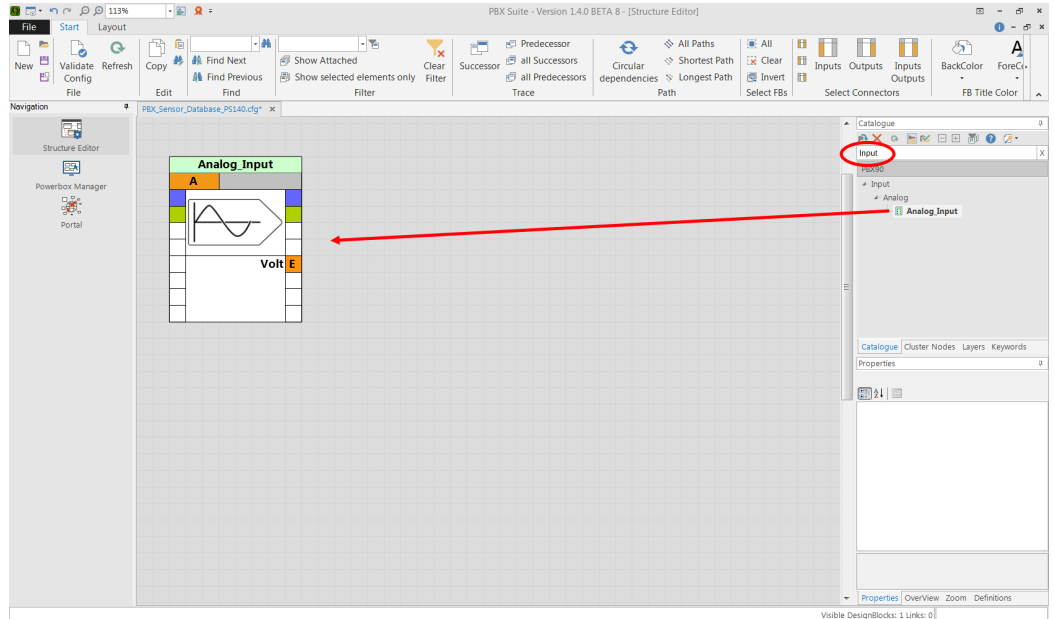 113%
PBX Suite - Version 1.4.0 BETA 8 - [Structure Editor]
File Start Layout
New
Validate Config
Refresh
Copy
Find Next
Find Previous
Show Attached
Show selected elements only
Clear Filter
Successor
Predecessor
all Successors
all Predecessors
Circular dependencies
All Paths
Shortest Path
Longest Path
All
Clear
Invert
Inputs
Outputs
Inputs Outputs
BackColor
File Edit Find Filter Trace Path Select FBs Select Connectors FB Title Color
Navigation
Structure Editor
Powerbox Manager
Portal
PBX_Sensor_Database_PS140.cfg*
Analog_Input
A
Volt E
Catalogue
Input X
PBX90
Input
Analog
Analog_Input
Catalogue Cluster Nodes Layers Keywords
Properties
Properties OverView Zoom Definitions
Visible DesignBlocks: 1 Links: 0